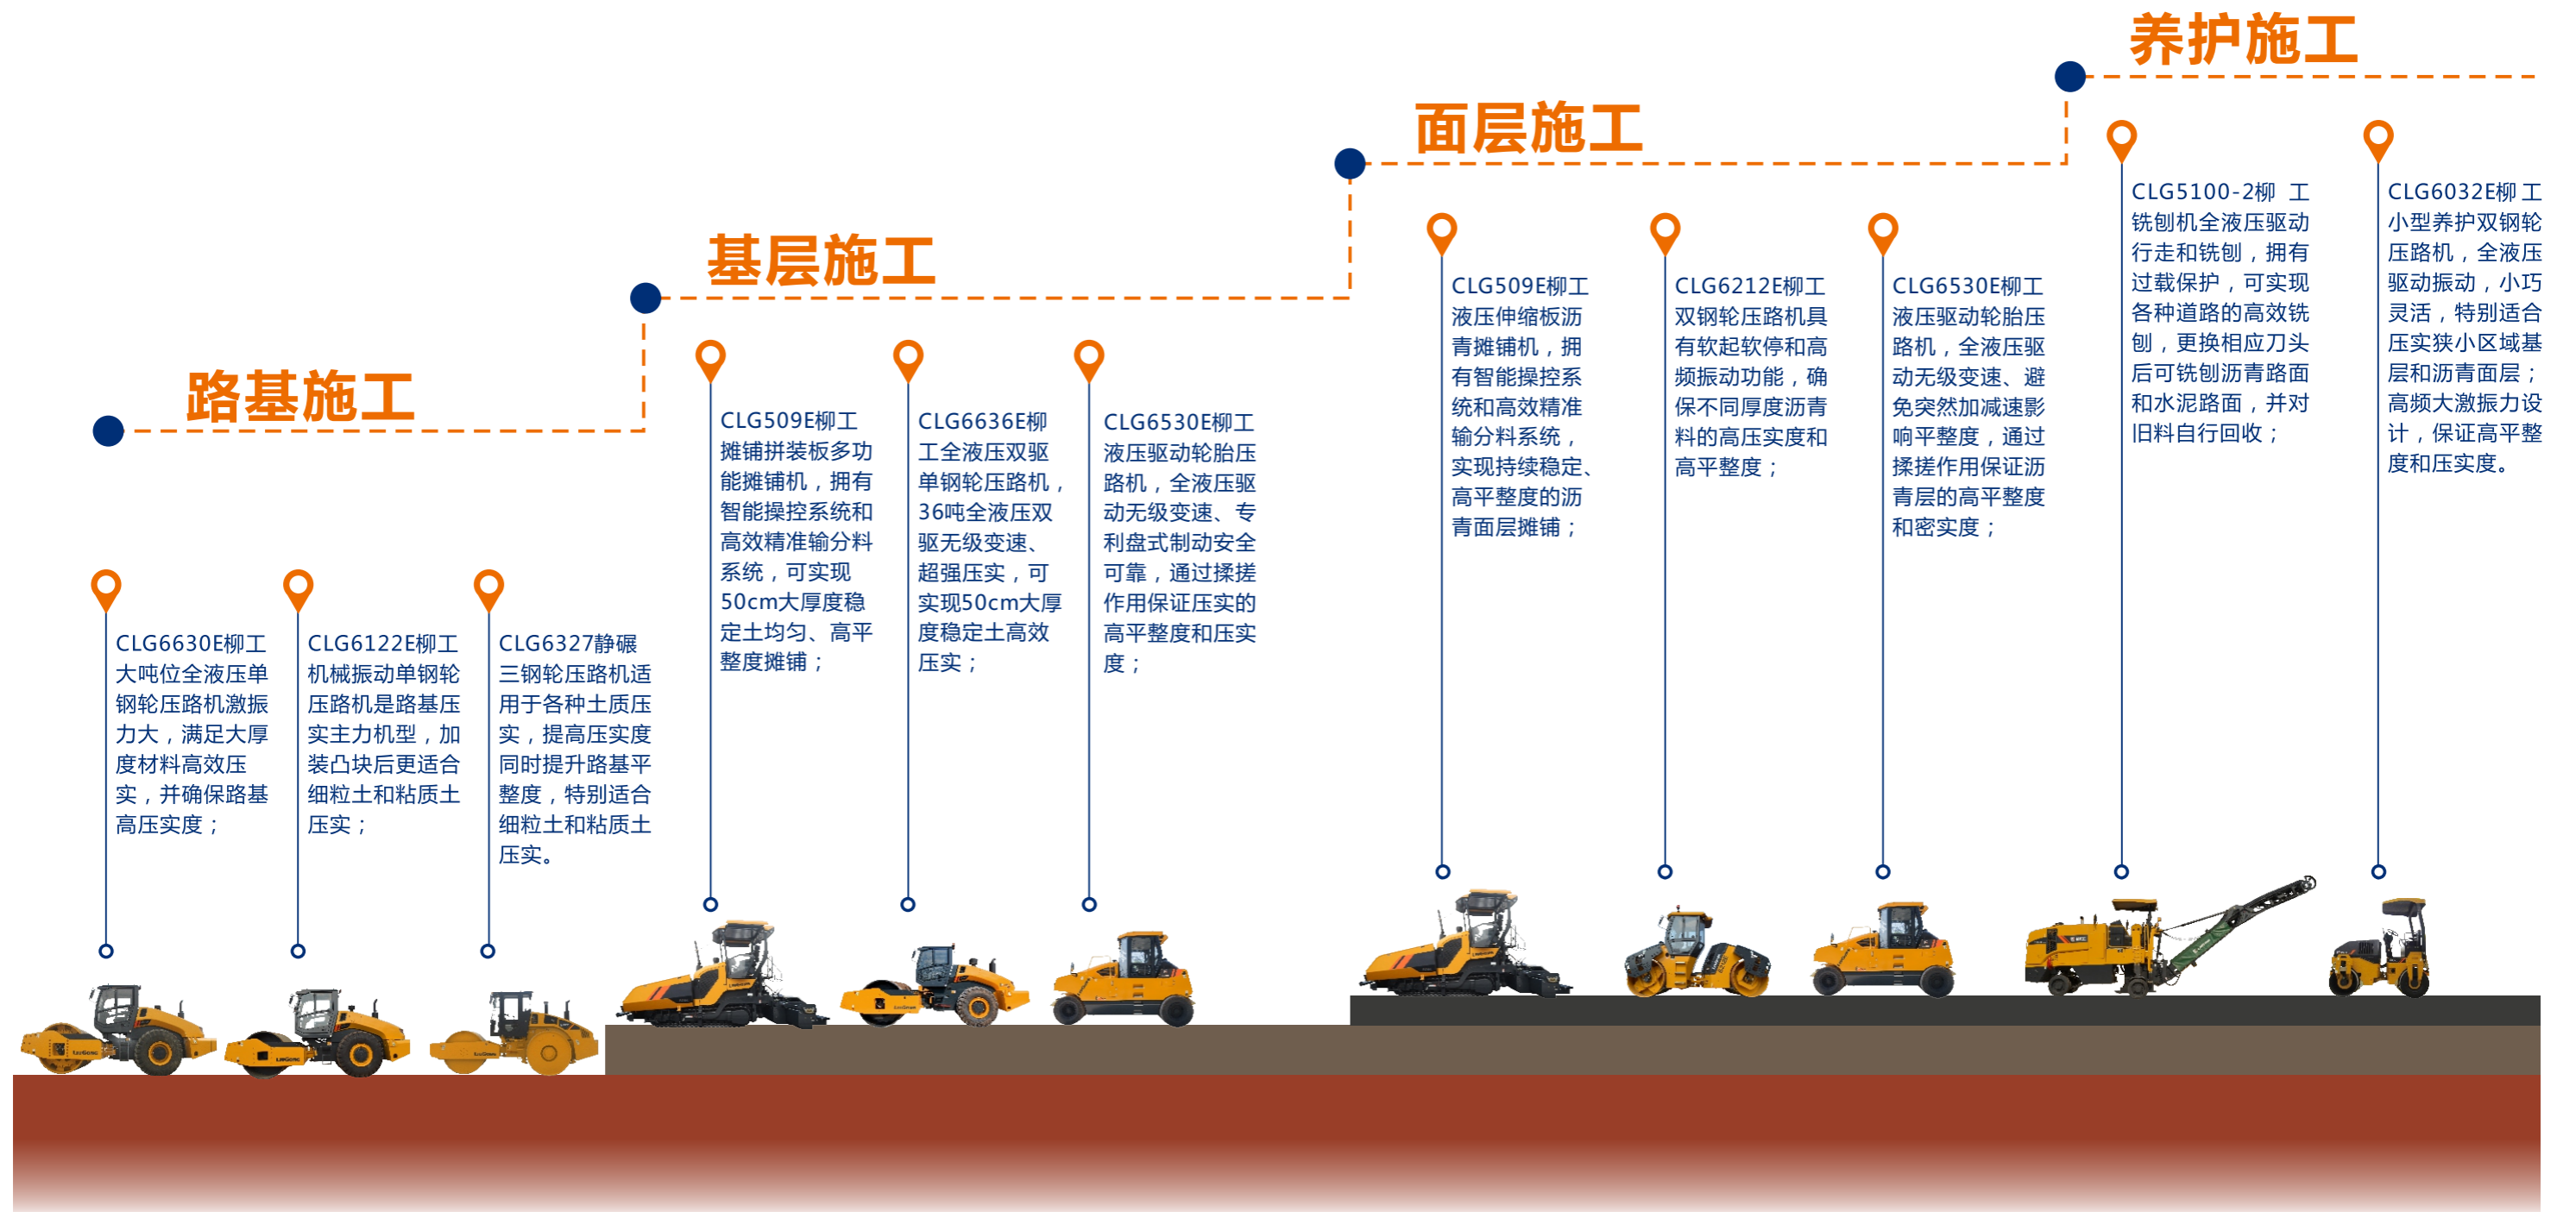 路基施工
CLG6630E柳工
大吨位全液压单
钢轮压路机激振
力大，满足大厚
度材料高效压
实，并确保路基
高压实度；
CLG6122E柳工
机械振动单钢轮
压路机是路基压
实主力机型，加
装凸块后更适合
细粒土和粘质土
压实；
CLG6327静碾
三钢轮压路机适
用于各种土质压
实，提高压实度
同时提升路基平
整度，特别适合
细粒土和粘质土
压实。
基层施工
CLG509E柳工
摊铺拼装板多功
能摊铺机，拥有
智能操控系统和
高效精准输分料
系统，可实现
50cm大厚度稳
定土均匀、高平
整度摊铺；
CLG6636E柳
工全液压双驱
单钢轮压路机，
36吨全液压双
驱无级变速、
超强压实，可
实现50cm大厚
度稳定土高效
压实；
CLG6530E柳工
液压驱动轮胎压
路机，全液压驱
动无级变速、专
利盘式制动安全
可靠，通过揉搓
作用保证压实的
高平整度和压实
度；
面层施工
CLG509E柳工
液压伸缩板沥
青摊铺机，拥
有智能操控系
统和高效精准
输分料系统，
实现持续稳定、
高平整度的沥
青面层摊铺；
CLG6212E柳工
双钢轮压路机具
有软起软停和高
频振动功能，确
保不同厚度沥青
料的高压实度和
高平整度；
CLG6530E柳工
液压驱动轮胎压
路机，全液压驱
动无级变速、避
免突然加减速影
响平整度，通过
揉搓作用保证沥
青层的高平整度
和密实度；
养护施工
CLG5100-2柳 工
铣刨机全液压驱动
行走和铣刨，拥有
过载保护，可实现
各种道路的高效铣
刨，更换相应刀头
后可铣刨沥青路面
和水泥路面，并对
旧料自行回收；
CLG6032E柳工
小型养护双钢轮
压路机，全液压
驱动振动，小巧
灵活，特别适合
压实狭小区域基
层和沥青面层；
高频大激振力设
计，保证高平整
度和压实度。
LiuGong
LiuGong
LiuGong